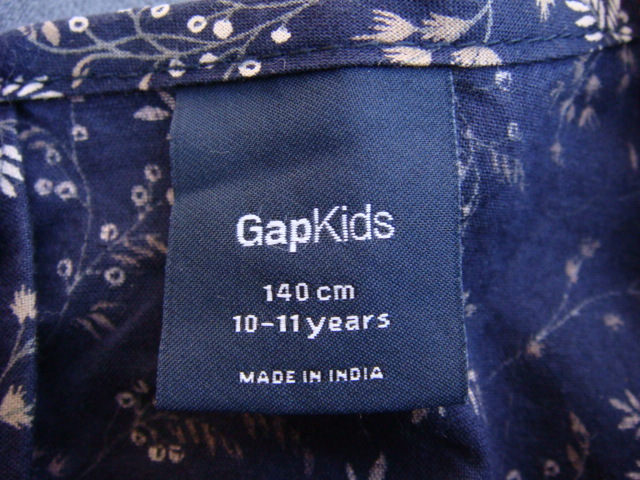 GapKids
140 cm
10-11 years
MADE IN INDIA